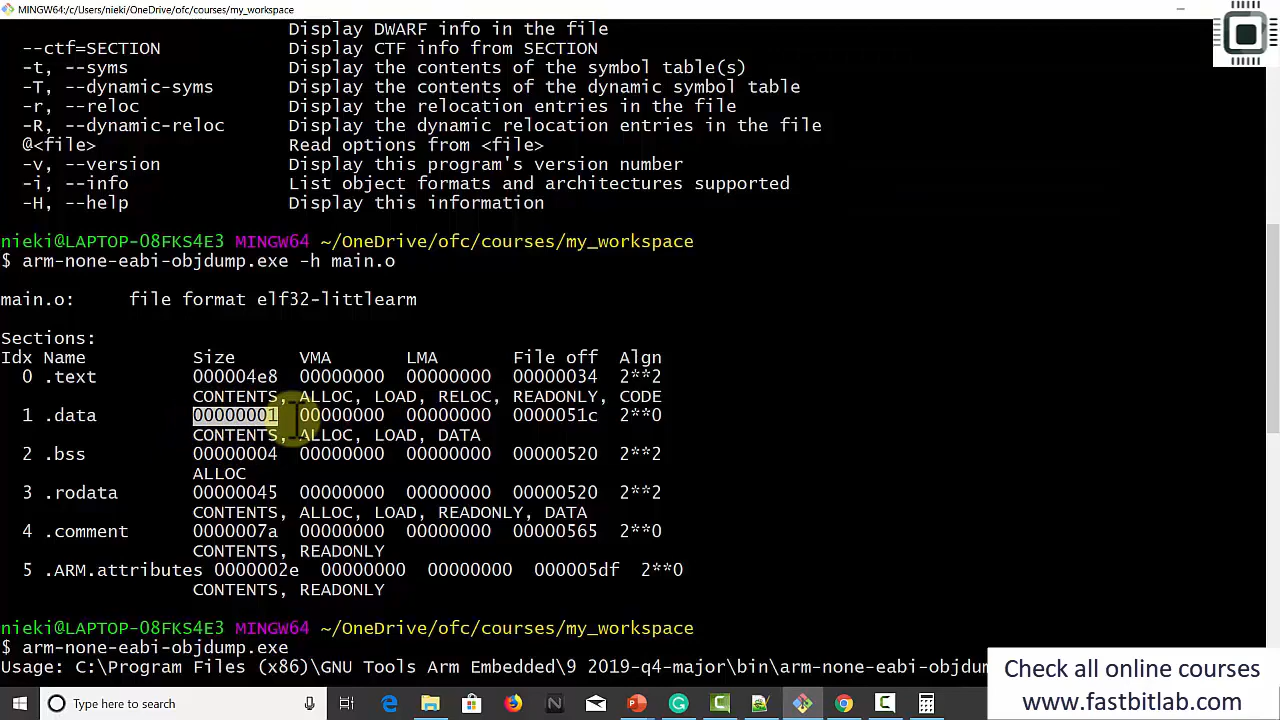 MINGW64:/c/Users/nieki/OneDrive/ofc/courses/my_workspace
Display DWARF info in the file
--ctf=SECTION Display CTF info from SECTION
-t, --syms Display the contents of the symbol table(s)
-T, --dynamic-syms Display the contents of the dynamic symbol table
-r, --reloc Display the relocation entries in the file
-R, --dynamic-reloc Display the dynamic relocation entries in the file
@<file> Read options from <file>
-v, --version Display this program's version number
-i, --info List object formats and architectures supported
-H, --help Display this information
nieki@LAPTOP-O8FKS4E3 MINGW64 ~/OneDrive/ofc/courses/my_workspace
$ arm-none-eabi-objdump.exe -h main.o
main.o: file format elf32-littlearm
Sections:
Idx Name Size VMA LMA File off Algn
0 .text 000004e8 00000000 00000000 00000034 2**2
CONTENTS, ALLOC, LOAD, RELOC, READONLY, CODE
1 .data 00000001 00000000 00000000 0000051c 2**0
CONTENTS, ALLOC, LOAD, DATA
2 .bss 00000004 00000000 00000000 00000520 2**2
ALLOC
3 .rodata 00000045 00000000 00000000 00000520 2**2
CONTENTS, ALLOC, LOAD, READONLY, DATA
4 .comment 0000007a 00000000 00000000 00000565 2**0
CONTENTS, READONLY
5 .ARM.attributes 0000002e 00000000 00000000 000005df 2**0
CONTENTS, READONLY
nieki@LAPTOP-O8FKS4E3 MINGW64 ~/OneDrive/ofc/courses/my_workspace
$ arm-none-eabi-objdump.exe
Usage: C:\Program Files (x86)\GNU Tools Arm Embedded\9 2019-q4-major\bin\arm-none-eabi-objdum
Check all online courses
www.fastbitlab.com
Type here to search